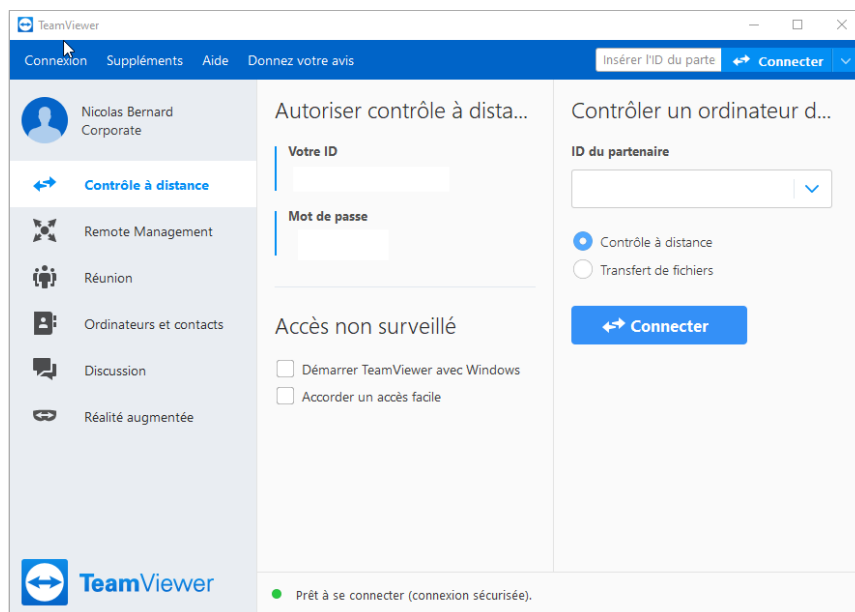 TeamViewer
Connexion Suppléments Aide Donnez votre avis
Insérer l'ID du parte
Connecter
Nicolas Bernard
Corporate
Contrôle à distance
Remote Management
Réunion
Ordinateurs et contacts
Discussion
Réalité augmentée
TeamViewer
Autoriser contrôle à dista...
Votre ID
Mot de passe
Accès non surveillé
Démarrer TeamViewer avec Windows
Accorder un accès facile
Contrôler un ordinateur d...
ID du partenaire
Contrôle à distance
Transfert de fichiers
Connecter
Prêt à se connecter (connexion sécurisée).